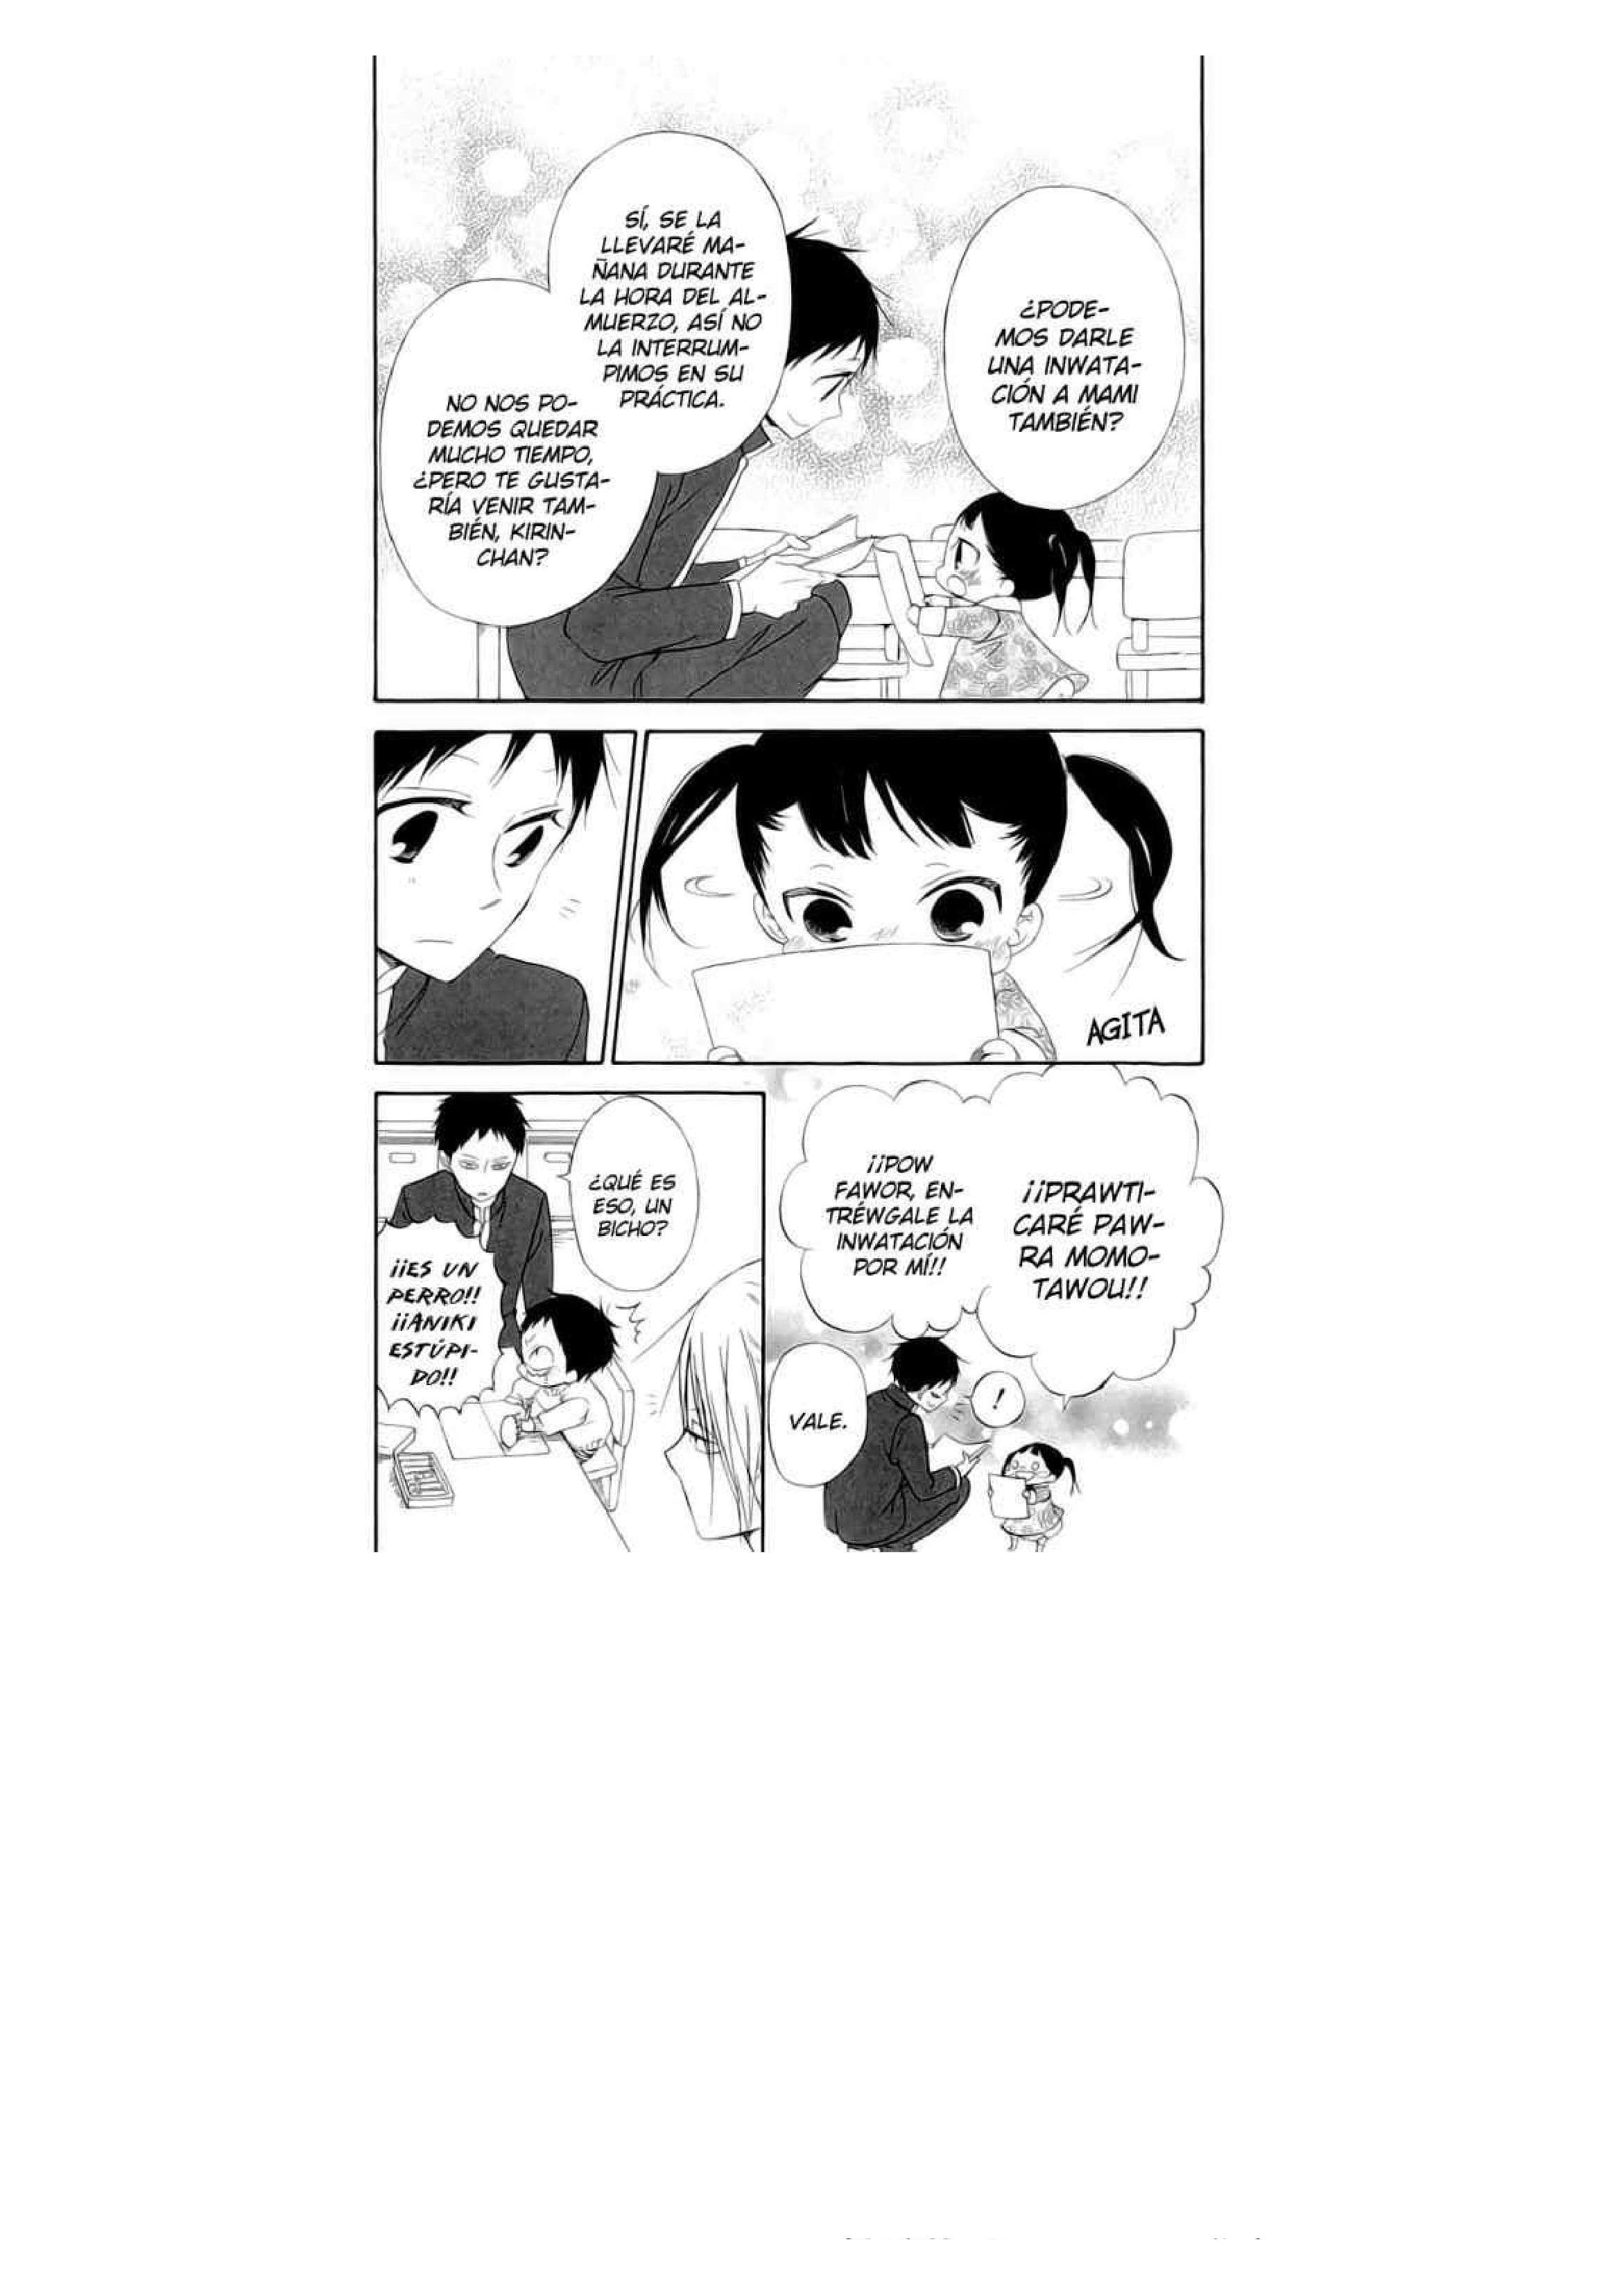 ¿PODE-
MOS DARLE
UNA INWATA-
CIÓN A MAMI
TAMBIÉN?
SÍ, SE LA
LLEVARÉ MA-
ÑANA DURANTE
LA HORA DEL AL-
MUERZO, ASÍ NO
LA INTERRUM-
PIMOS EN SU
PRÁCTICA.
NO NOS PO-
DEMOS QUEDAR
MUCHO TIEMPO,
¿PERO TE GUSTA-
RÍA VENIR TAM-
BIÉN, KIRIN-
CHAN?
AGITA
¡¡PRAWTI-
CARÉ PAW-
RA MOMO-
TAWOU!!
¡¡POW
FAWOR, EN-
TRÉWGALE LA
INWATACIÓN
POR MÍ!!
!
VALE.
¿QUÉ ES
ESO, UN
BICHO?
¡¡ES UN
PERRO!!
¡¡ANIKI
ESTÚPI-
DO!!